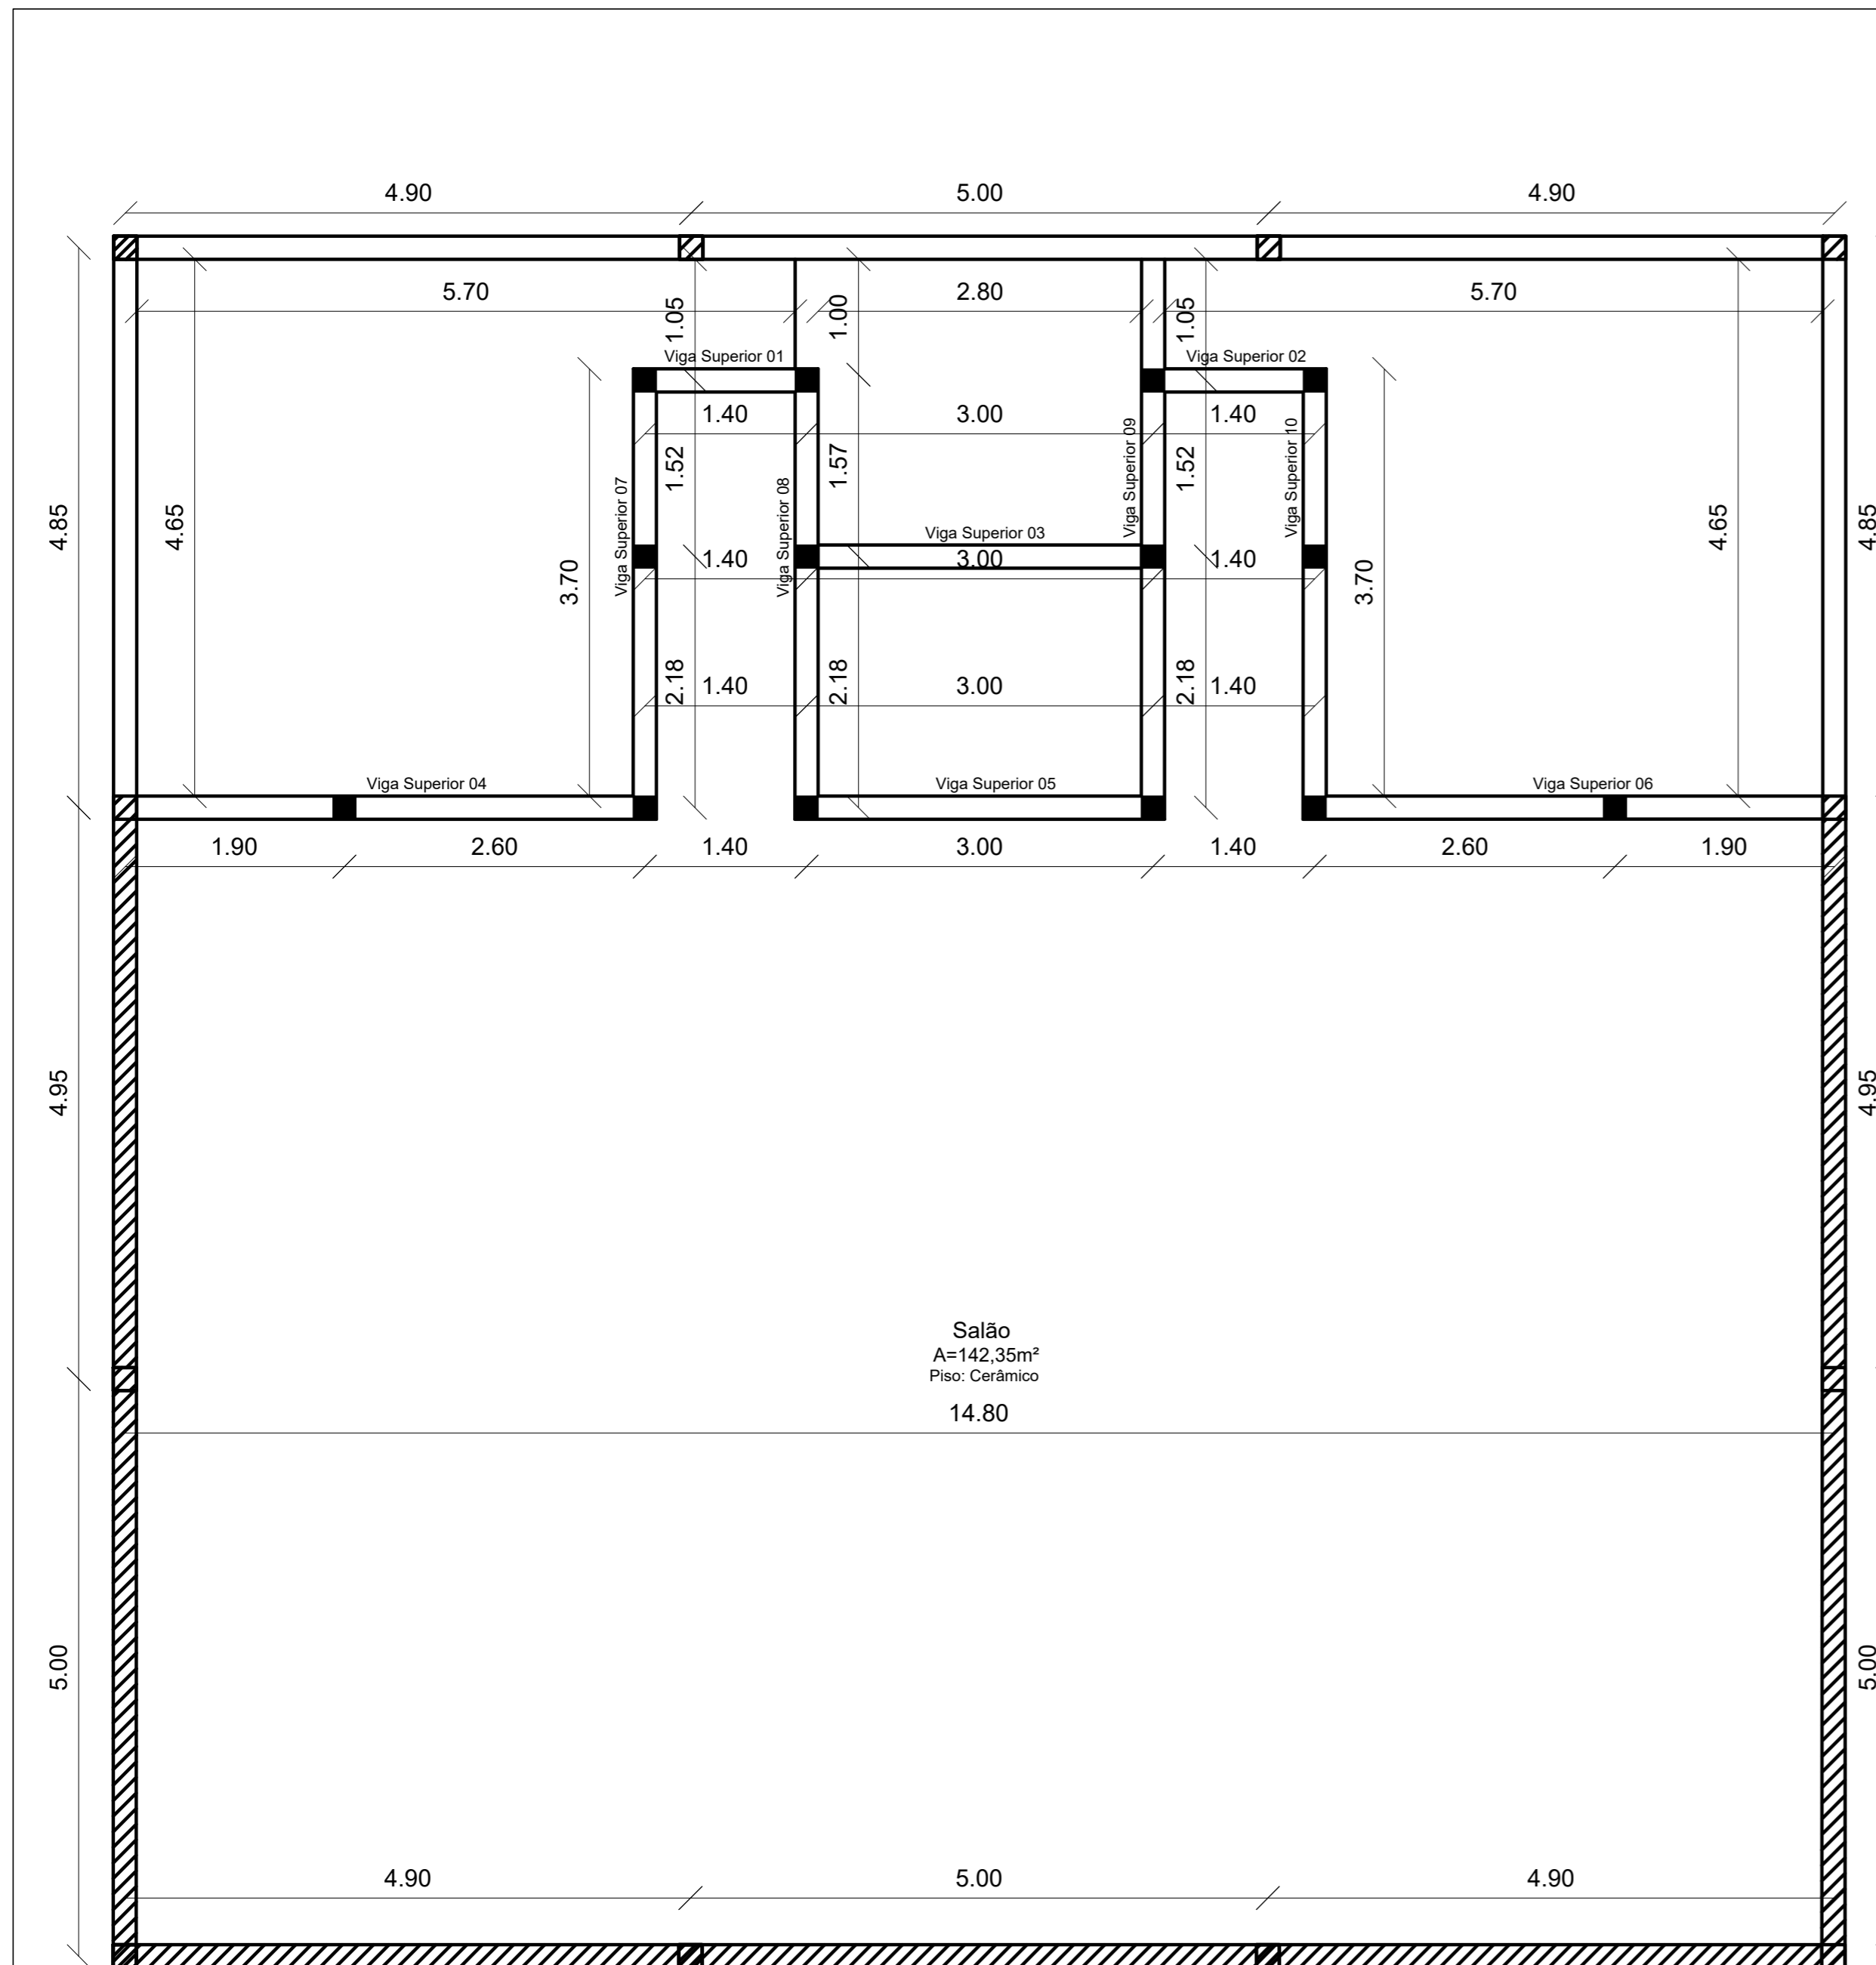 4.90 5.00 4.90
5.70 2.80 5.70
1.05 1.00 1.05
Viga Superior 01 Viga Superior 02
1.40 3.00 1.40
1.52 1.57 1.52
Viga Superior 07 Viga Superior 08 Viga Superior 09 Viga Superior 10
4.85 4.65 4.65 4.85
Viga Superior 03
1.40 3.00 1.40
3.70 3.70
2.18 2.18 2.18
1.40 3.00 1.40
Viga Superior 04 Viga Superior 05 Viga Superior 06
1.90 2.60 1.40 3.00 1.40 2.60 1.90
4.95 4.95
Salão
A=142,35m²
Piso: Cerâmico
14.80
5.00 5.00
4.90 5.00 4.90